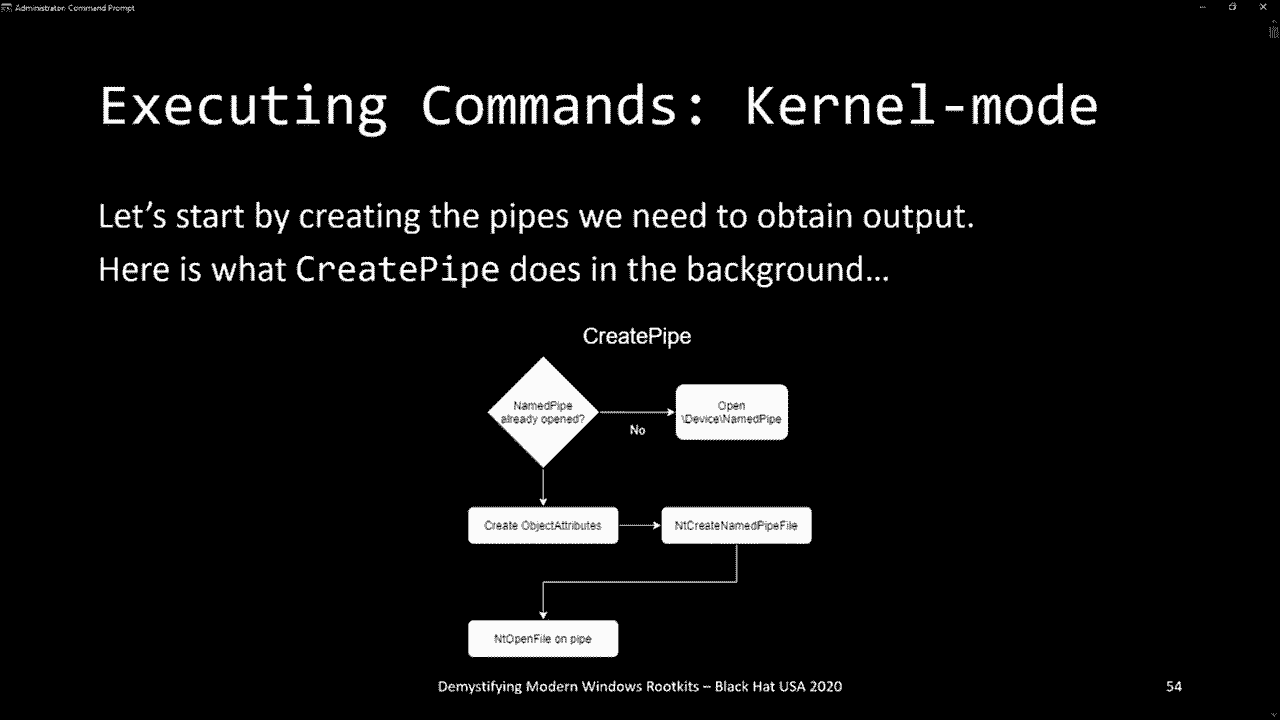 Administrator: Command Prompt
Executing Commands: Kernel-mode
Let's start by creating the pipes we need to obtain output.
Here is what CreatePipe does in the background…
CreatePipe
NamedPipe
already opened?
No
Open
\Device\NamedPipe
Create ObjectAttributes
NtCreateNamedPipeFile
NtOpenFile on pipe
Demystifying Modern Windows Rootkits – Black Hat USA 2020
54